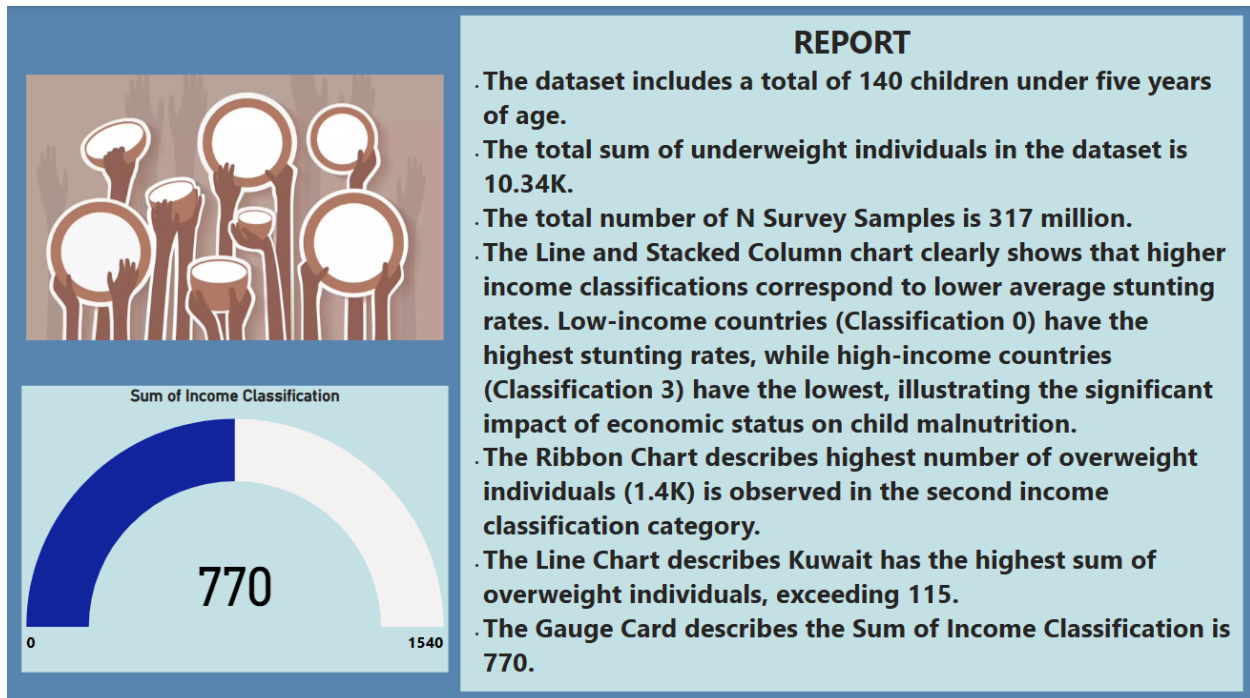 REPORT
. The dataset includes a total of 140 children under five years
of age.
. The total sum of underweight individuals in the dataset is
10.34K.
. The total number of N Survey Samples is 317 million.
. The Line and Stacked Column chart clearly shows that higher
income classifications correspond to lower average stunting
rates. Low-income countries (Classification 0) have the
highest stunting rates, while high-income countries
(Classification 3) have the lowest, illustrating the significant
impact of economic status on child malnutrition.
. The Ribbon Chart describes highest number of overweight
individuals (1.4K) is observed in the second income
classification category.
. The Line Chart describes Kuwait has the highest sum of
overweight individuals, exceeding 115.
. The Gauge Card describes the Sum of Income Classification is
770.
Sum of Income Classification
770
0 1540